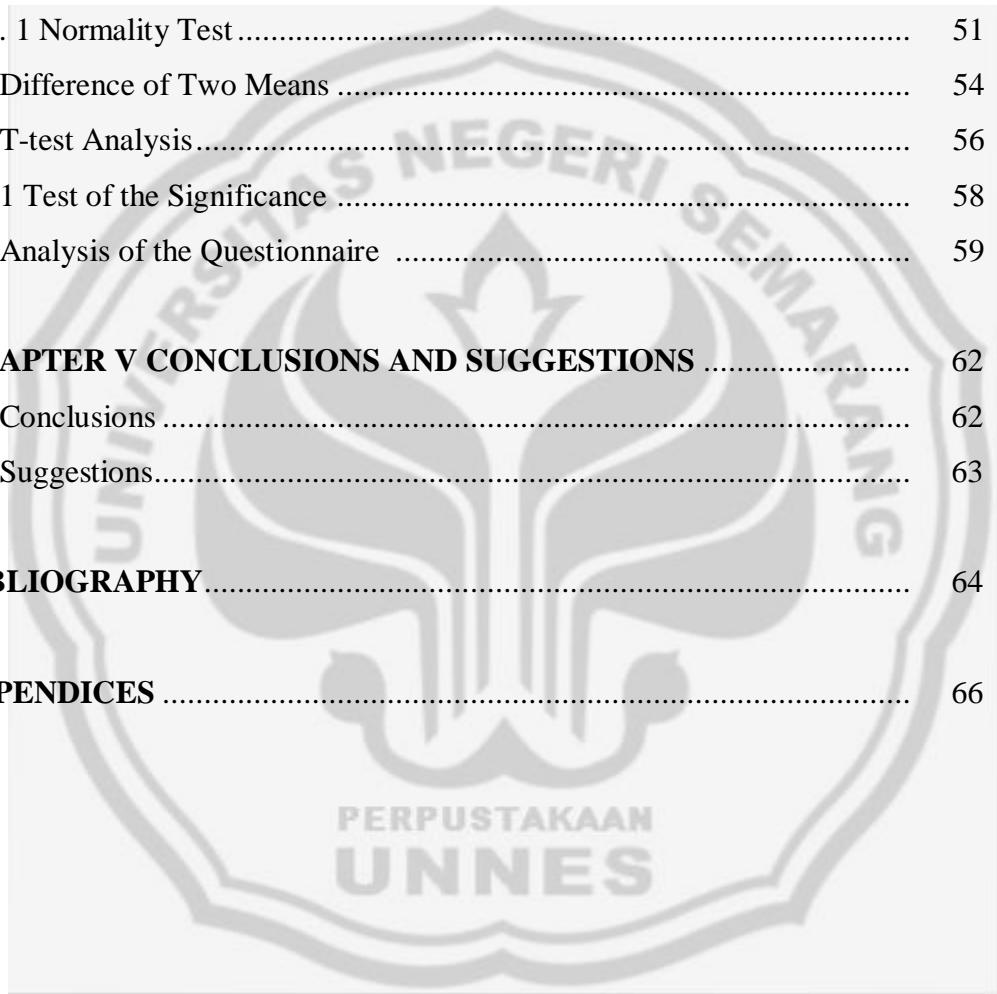 . 1 Normality Test ........................................................................................ 51
Difference of Two Means ........................................................................... 54
T-test Analysis ............................................................................................. 56
1 Test of the Significance ........................................................................... 58
Analysis of the Questionnaire .................................................................... 59
APTER V CONCLUSIONS AND SUGGESTIONS ........................... 62
Conclusions .................................................................................................. 62
Suggestions................................................................................................... 63
BLIOGRAPHY............................................................................................ 64
PENDICES ................................................................................................... 66
UNIVERSITAS NEGERI SEMARANG
PERPUSTAKAAN
UNNES